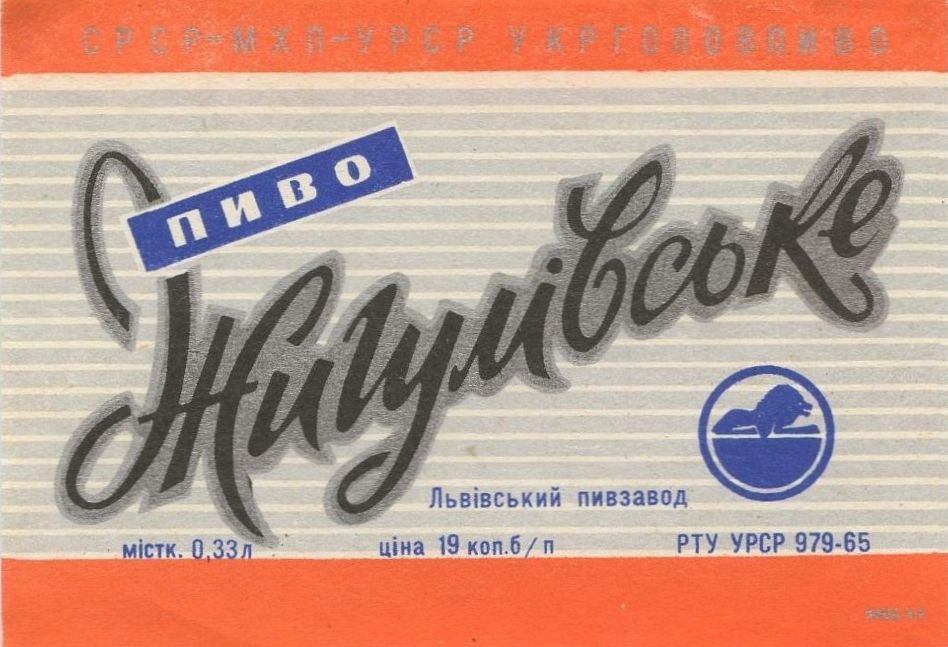 СРСР-МХП-УРСР УКРГОЛОВПИВО
ПИВО
Жигулівське
Львівський пивзавод
містк. 0,33л
ціна 19 коп.б/п
РТУ УРСР 979-65